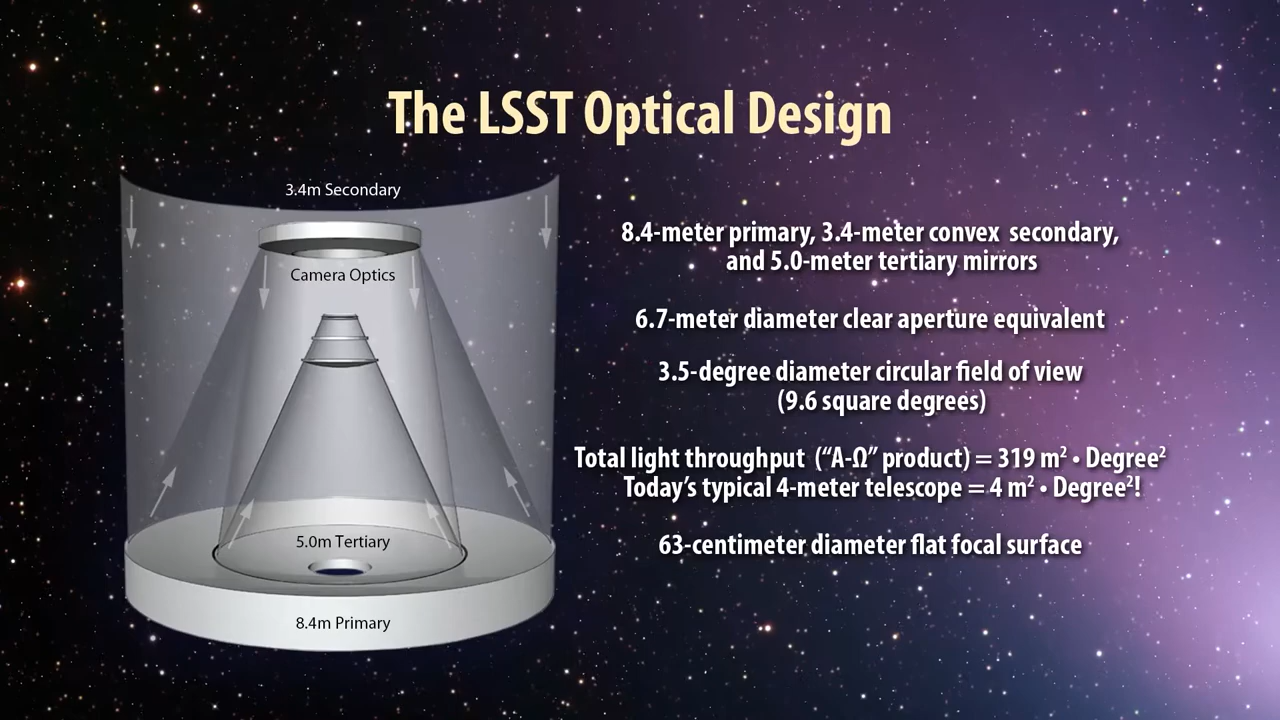 The LSST Optical Design
3.4m Secondary
Camera Optics
5.0m Tertiary
8.4m Primary
8.4-meter primary, 3.4-meter convex secondary,
and 5.0-meter tertiary mirrors
6.7-meter diameter clear aperture equivalent
3.5-degree diameter circular field of view
(9.6 square degrees)
Total light throughput (“A-Ω” product) = 319 m² • Degree²
Today’s typical 4-meter telescope = 4 m² • Degree²!
63-centimeter diameter flat focal surface